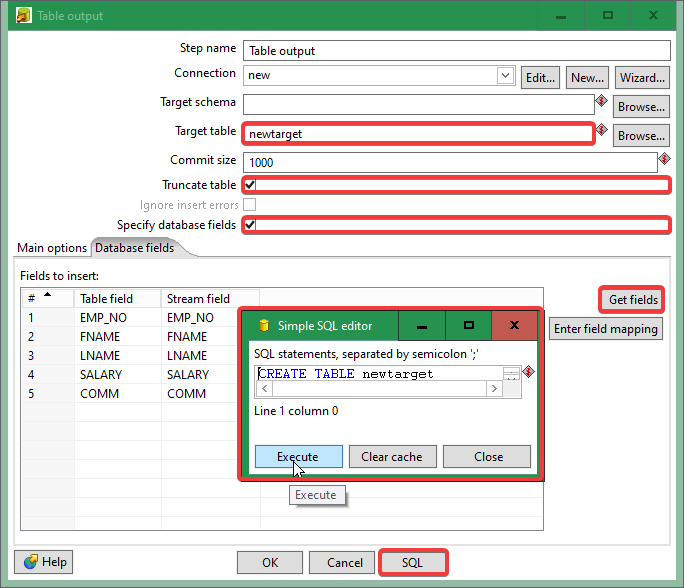 Table output
Step name Table output
Connection new Edit... New... Wizard...
Target schema Browse...
Target table newtarget Browse...
Commit size 1000
Truncate table
Ignore insert errors
Specify database fields
Main options Database fields
Fields to insert:
# Table field Stream field
1 EMP_NO EMP_NO
2 FNAME FNAME
3 LNAME LNAME
4 SALARY SALARY
5 COMM COMM
Get fields
Enter field mapping
Simple SQL editor
SQL statements, separated by semicolon ';'
CREATE TABLE newtarget
Line 1 column 0
Execute Clear cache Close
Execute
Help OK Cancel SQL